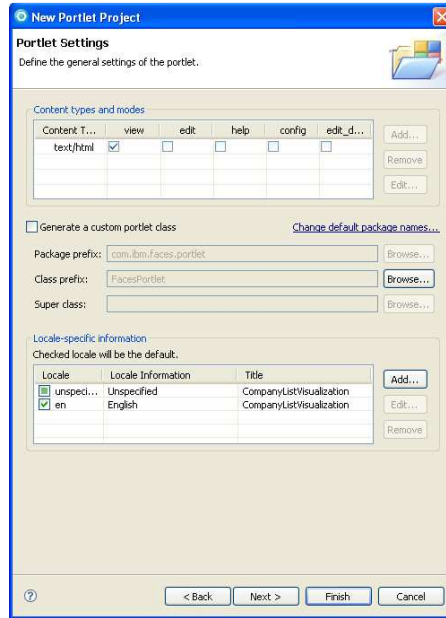 New Portlet Project
Portlet Settings
Define the general settings of the portlet.
Content types and modes
Content T... view edit help config edit_d...
text/html
Add...
Remove
Edit...
Generate a custom portlet class Change default package names...
Package prefix: com.ibm.faces.portlet Browse...
Class prefix: FacesPortlet Browse...
Super class: Browse...
Locale-specific information
Checked locale will be the default.
Locale Locale Information Title
unspeci... Unspecified CompanyListVisualization
en English CompanyListVisualization
Add...
Edit...
Remove
? < Back Next > Finish Cancel